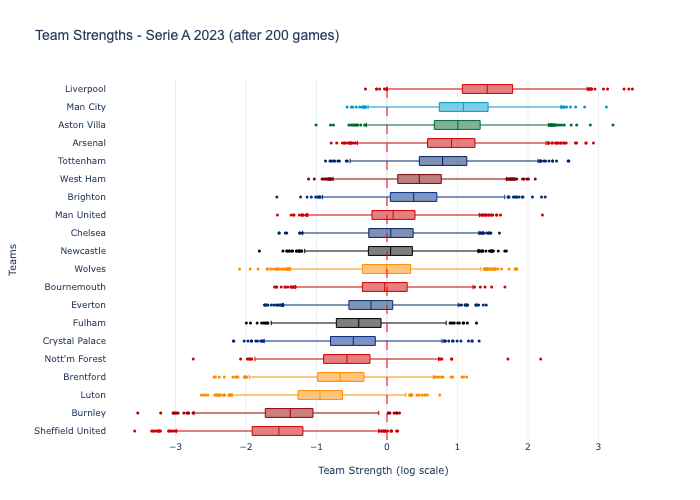 Team Strengths - Serie A 2023 (after 200 games)
Liverpool
Man City
Aston Villa
Arsenal
Tottenham
West Ham
Brighton
Man United
Chelsea
Newcastle
Wolves
Bournemouth
Everton
Fulham
Crystal Palace
Nott'm Forest
Brentford
Luton
Burnley
Sheffield United
Teams
−3 −2 −1 0 1 2 3
Team Strength (log scale)